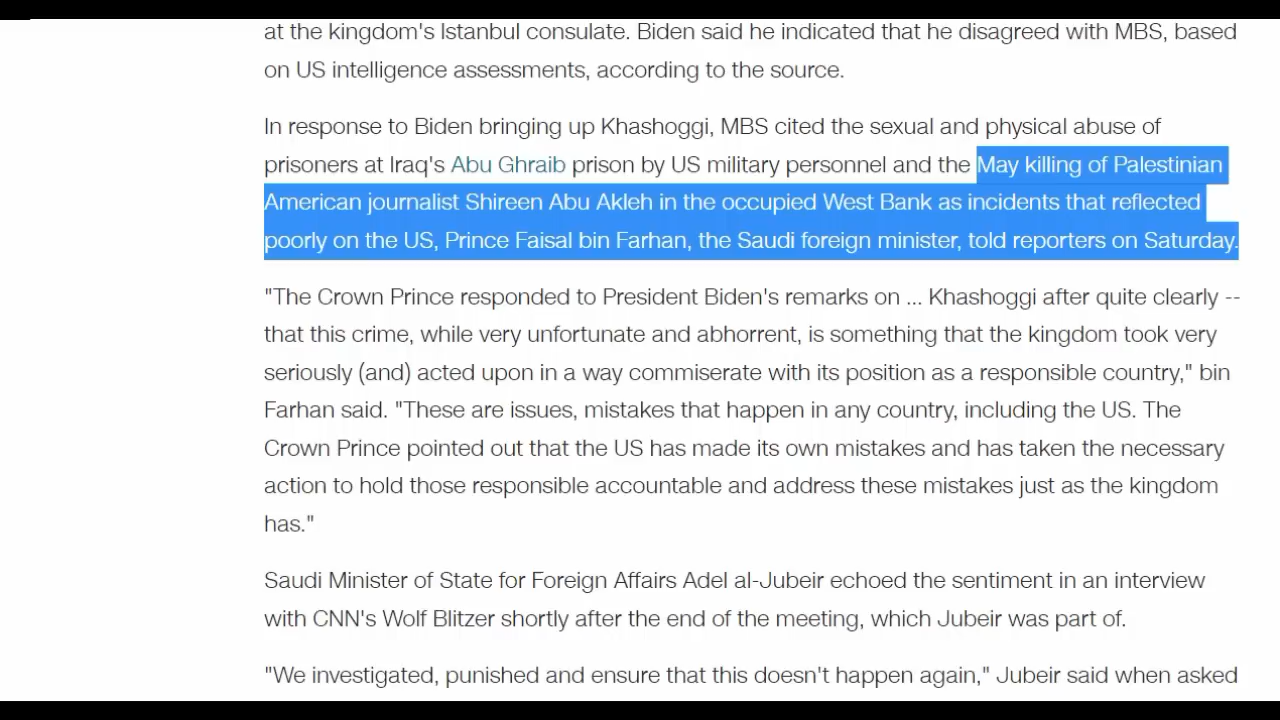 at the kingdom's Istanbul consulate. Biden said he indicated that he disagreed with MBS, based
on US intelligence assessments, according to the source.
In response to Biden bringing up Khashoggi, MBS cited the sexual and physical abuse of
prisoners at Iraq's Abu Ghraib prison by US military personnel and the May killing of Palestinian
American journalist Shireen Abu Akleh in the occupied West Bank as incidents that reflected
poorly on the US, Prince Faisal bin Farhan, the Saudi foreign minister, told reporters on Saturday.
"The Crown Prince responded to President Biden's remarks on ... Khashoggi after quite clearly --
that this crime, while very unfortunate and abhorrent, is something that the kingdom took very
seriously (and) acted upon in a way commiserate with its position as a responsible country," bin
Farhan said. "These are issues, mistakes that happen in any country, including the US. The
Crown Prince pointed out that the US has made its own mistakes and has taken the necessary
action to hold those responsible accountable and address these mistakes just as the kingdom
has."
Saudi Minister of State for Foreign Affairs Adel al-Jubeir echoed the sentiment in an interview
with CNN's Wolf Blitzer shortly after the end of the meeting, which Jubeir was part of.
"We investigated, punished and ensure that this doesn't happen again," Jubeir said when asked